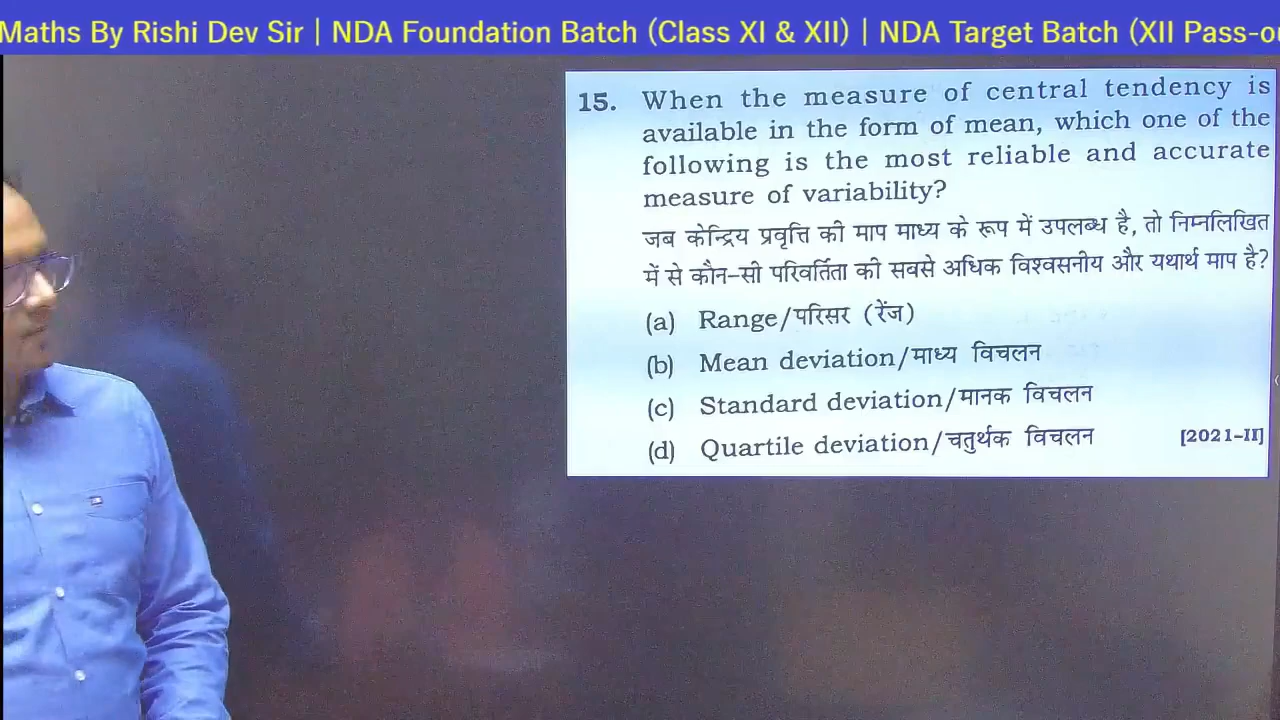 Maths By Rishi Dev Sir | NDA Foundation Batch (Class XI & XII) | NDA Target Batch (XII Pass-ou
15. When the measure of central tendency is
available in the form of mean, which one of the
following is the most reliable and accurate
measure of variability?
जब केन्द्रिय प्रवृत्ति की माप माध्य के रूप में उपलब्ध है, तो निम्नलिखित
में से कौन-सी परिवर्तिता की सबसे अधिक विश्वसनीय और यथार्थ माप है?
(a) Range/परिसर (रेंज)
(b) Mean deviation/माध्य विचलन
(c) Standard deviation/मानक विचलन
(d) Quartile deviation/चतुर्थक विचलन [2021-II]